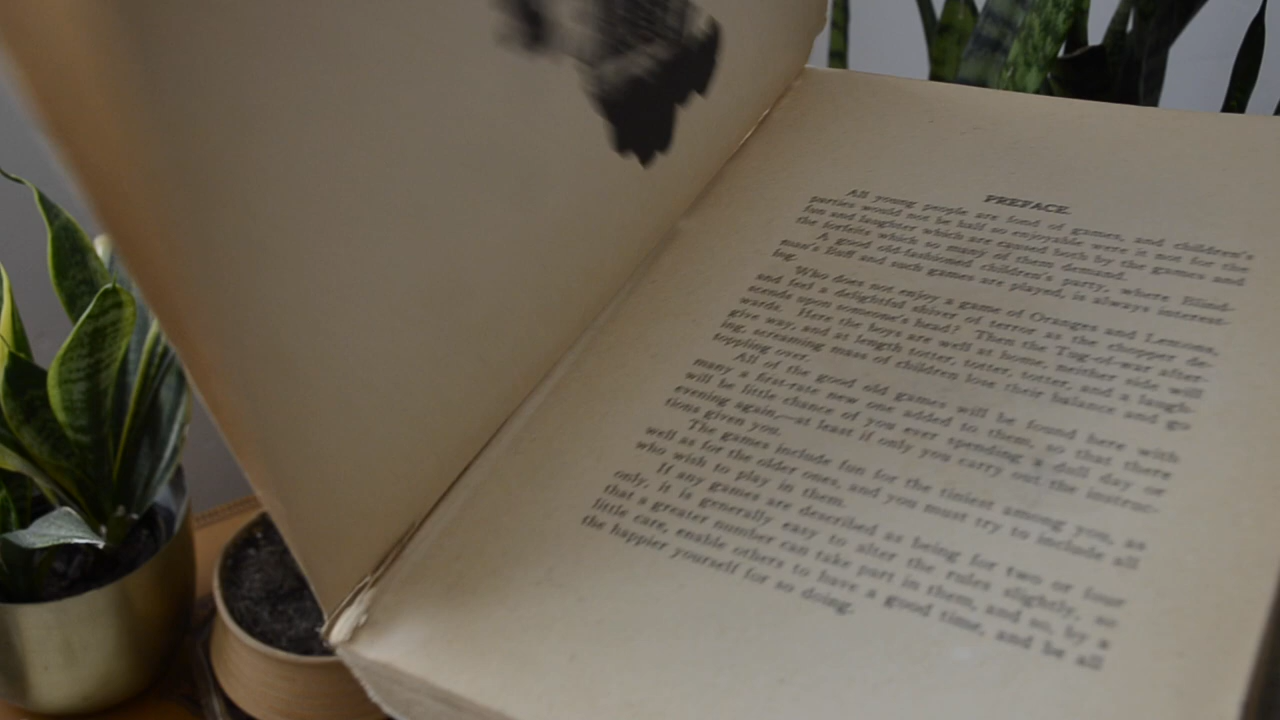 PREFACE.
All young people are fond of games, and children's
parties would not be half so enjoyable were it not for the
fun and laughter which are caused both by the games and
the forfeits which so many of them demand.
A good old-fashioned children's party, where Blind-
man's Buff and such games are played, is always interest-
ing.
Who does not enjoy a game of Oranges and Lemons,
and feel a delightful shiver of terror as the chopper de-
scends upon someone's head? Then the Tug-of-war after-
wards. Here the boys are well at home, neither side will
give way, and at length totter, totter, totter, and a laugh-
ing, screaming mass of children lose their balance and go
toppling over.
All of the good old games will be found here with
many a first-rate new one added to them, so that there
will be little chance of you ever spending a dull day or
evening again,—at least if only you carry out the instruc-
tions given you.
The games include fun for the tiniest among you, as
well as for the older ones, and you must try to include all
who wish to play in them.
If any games are described as being for two or four
only, it is generally easy to alter the rules slightly, so
that a greater number can take part in them, and so, by a
little care, enable others to have a good time, and be all
the happier yourself for so doing.